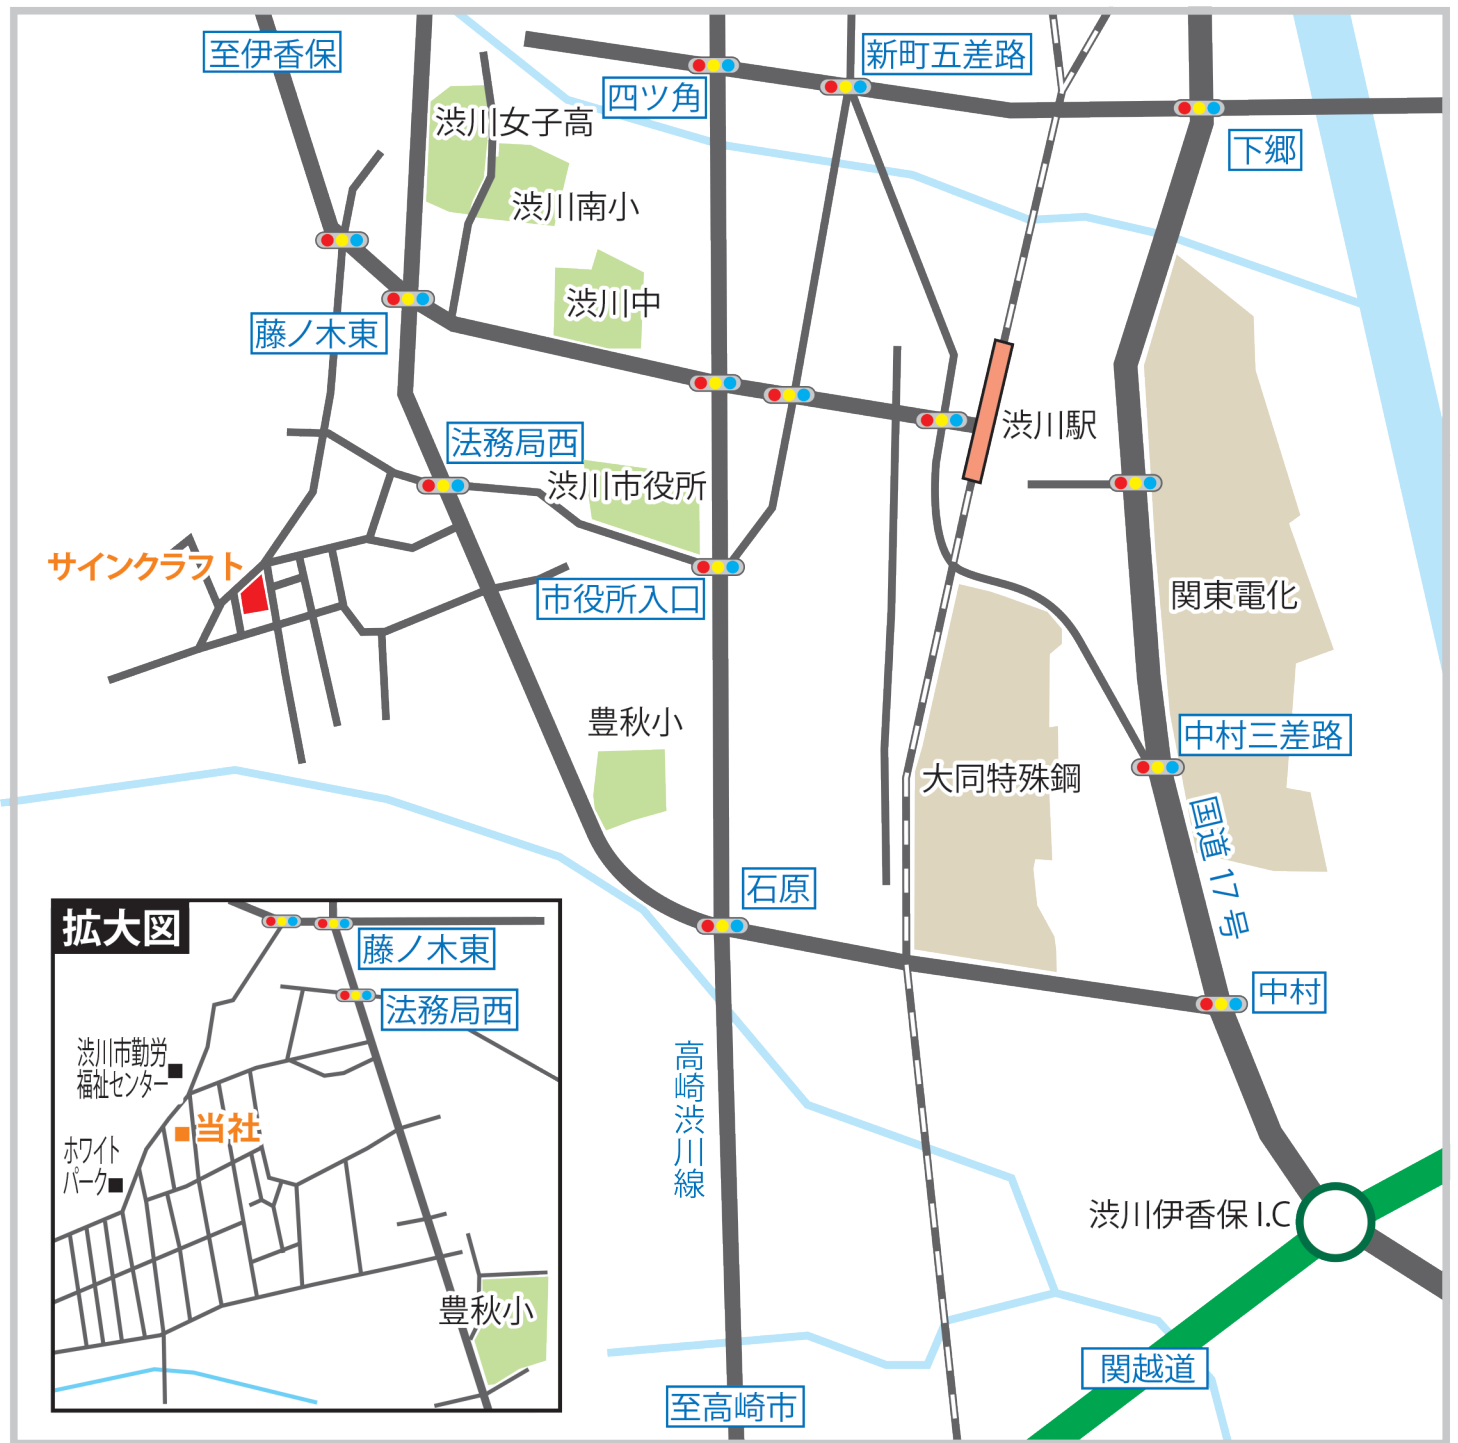 至伊香保
四ツ角
新町五差路
渋川女子高
下郷
渋川南小
渋川中
藤ノ木東
渋川駅
法務局西
渋川市役所
サインクラフト
市役所入口
関東電化
豊秋小
中村三差路
大同特殊鋼
国道 17 号
石原
拡大図
藤ノ木東
中村
法務局西
渋川市勤労
福祉センター
高崎渋川線
当社
ホワイト
パーク
渋川伊香保 I.C
豊秋小
関越道
至高崎市